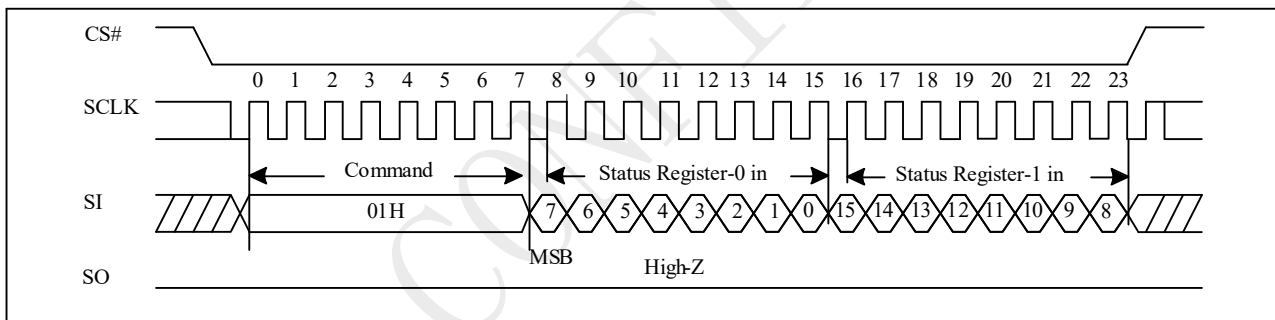 CS#
0 1 2 3 4 5 6 7 8 9 10 11 12 13 14 15 16 17 18 19 20 21 22 23
SCLK
Command Status Register-0 in Status Register-1 in
SI 01H 7 6 5 4 3 2 1 0 15 14 13 12 11 10 9 8
MSB High-Z
SO